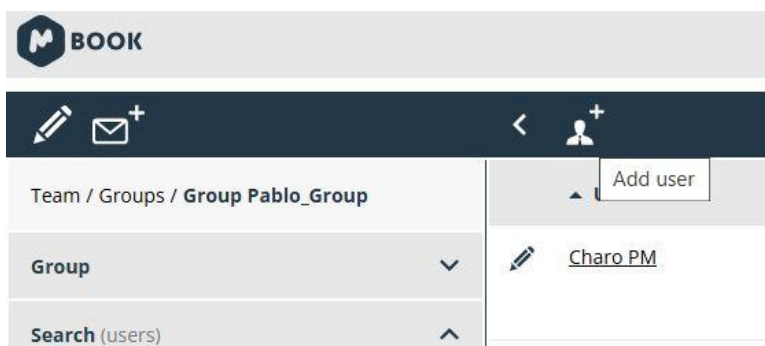 M BOOK
Add user
Team / Groups / Group Pablo_Group
Group
Charo PM
Search (users)